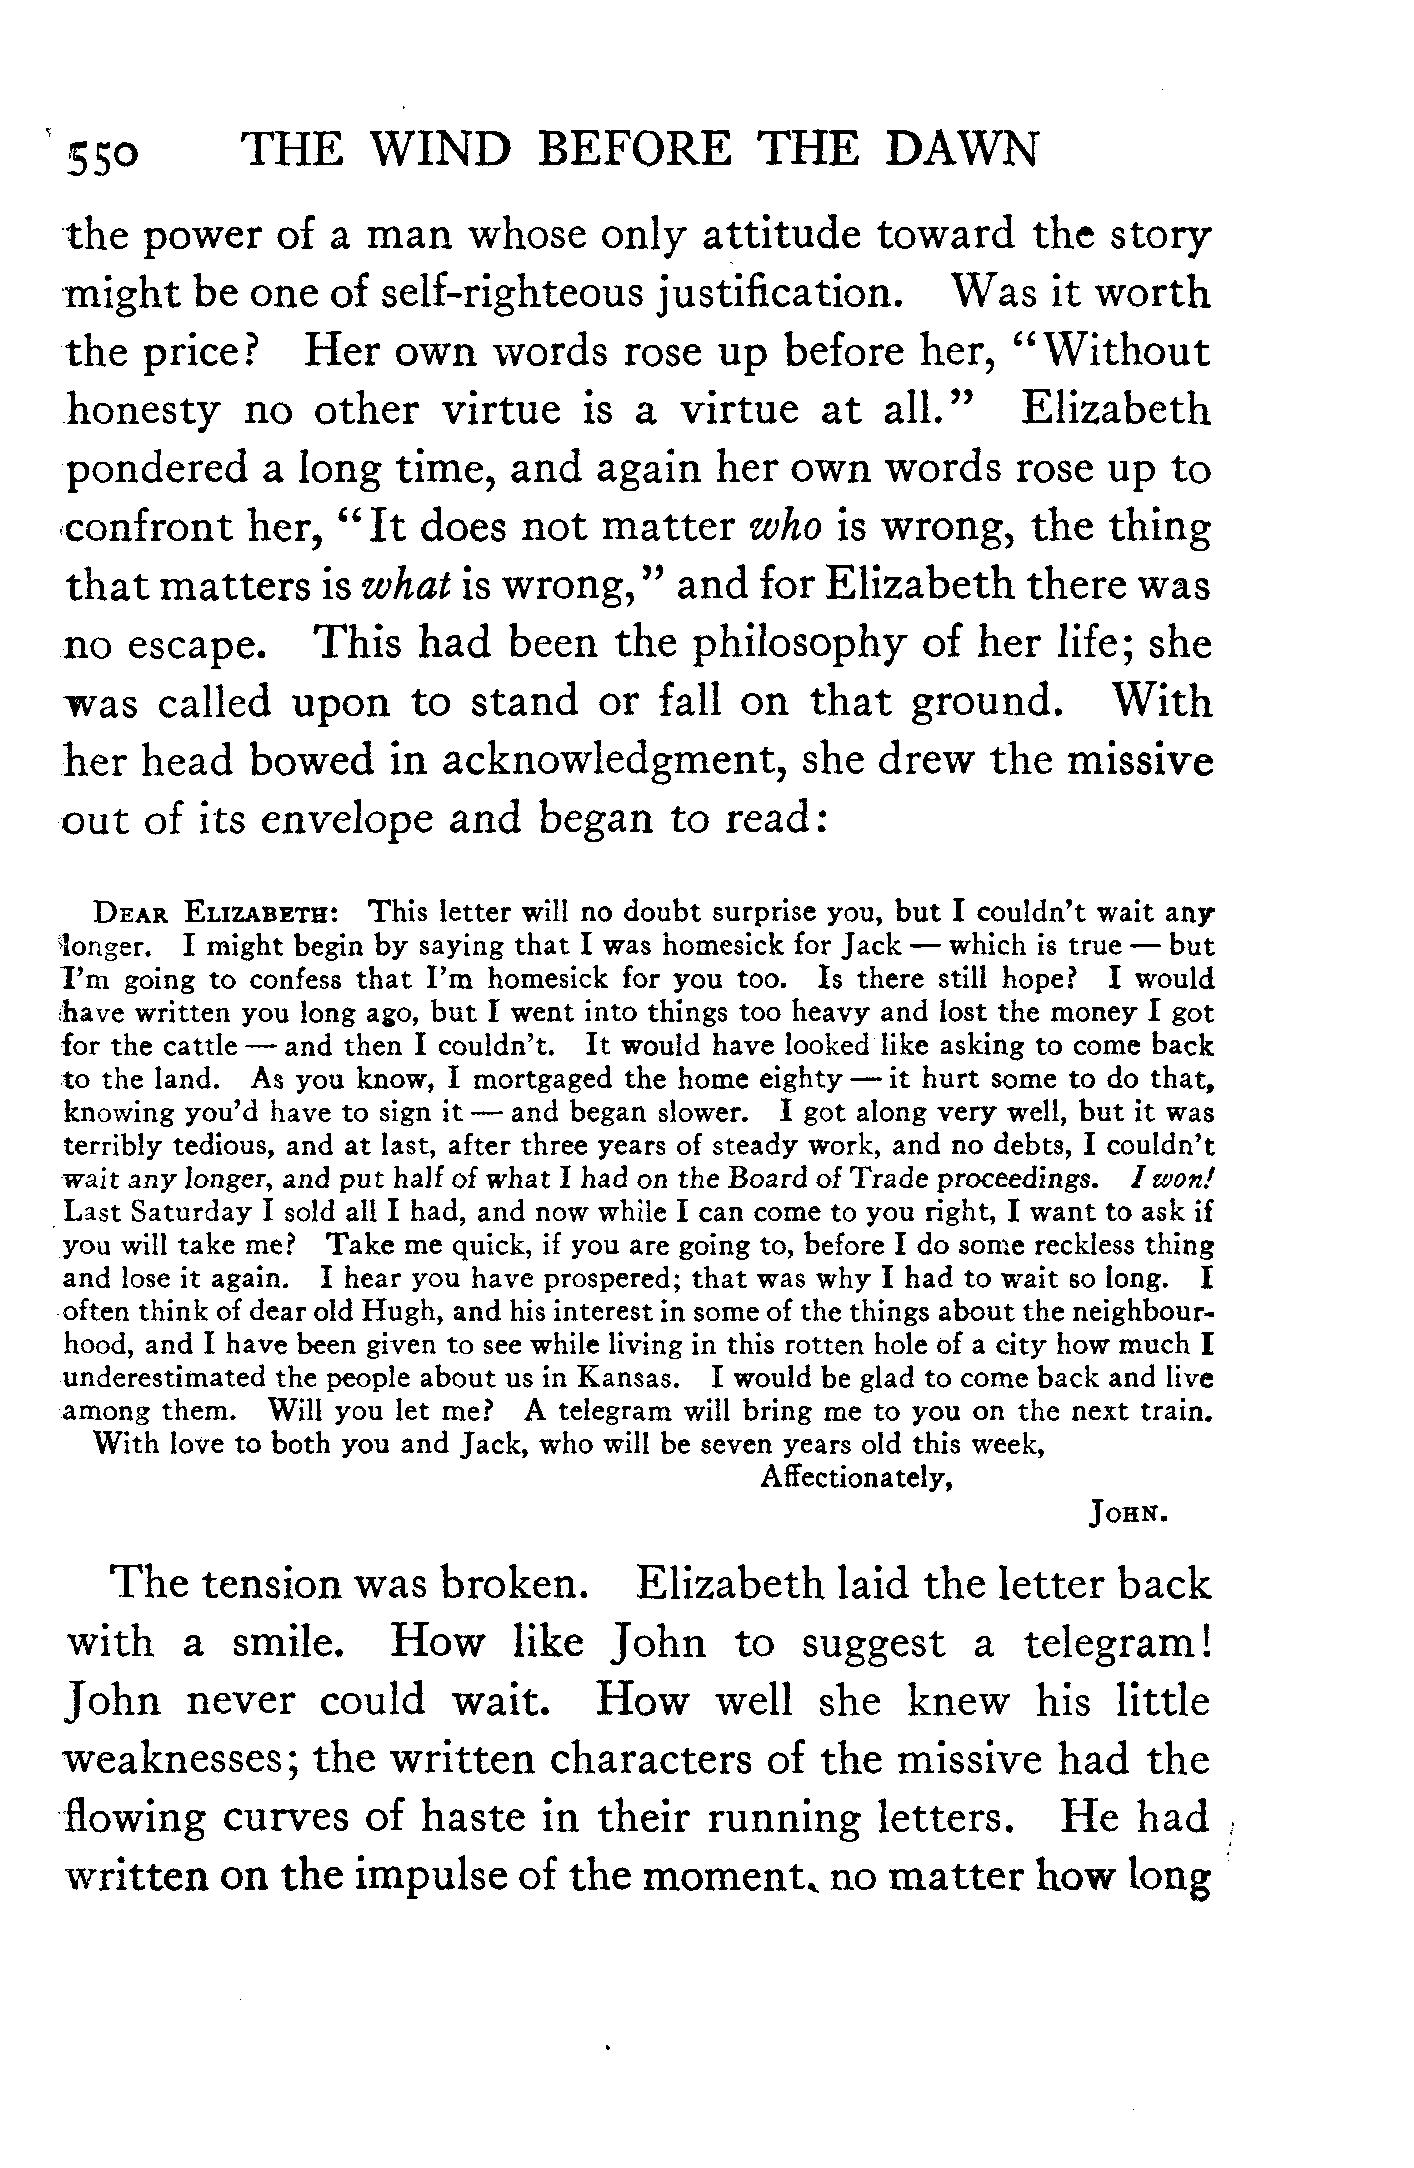 550 THE WIND BEFORE THE DAWN
the power of a man whose only attitude toward the story
might be one of self-righteous justification. Was it worth
the price? Her own words rose up before her, "Without
honesty no other virtue is a virtue at all." Elizabeth
pondered a long time, and again her own words rose up to
confront her, "It does not matter who is wrong, the thing
that matters is what is wrong," and for Elizabeth there was
no escape. This had been the philosophy of her life; she
was called upon to stand or fall on that ground. With
her head bowed in acknowledgment, she drew the missive
out of its envelope and began to read:
DEAR ELIZABETH: This letter will no doubt surprise you, but I couldn't wait any
longer. I might begin by saying that I was homesick for Jack — which is true — but
I'm going to confess that I'm homesick for you too. Is there still hope? I would
have written you long ago, but I went into things too heavy and lost the money I got
for the cattle — and then I couldn't. It would have looked like asking to come back
to the land. As you know, I mortgaged the home eighty — it hurt some to do that,
knowing you'd have to sign it — and began slower. I got along very well, but it was
terribly tedious, and at last, after three years of steady work, and no debts, I couldn't
wait any longer, and put half of what I had on the Board of Trade proceedings. I won!
Last Saturday I sold all I had, and now while I can come to you right, I want to ask if
you will take me? Take me quick, if you are going to, before I do some reckless thing
and lose it again. I hear you have prospered; that was why I had to wait so long. I
often think of dear old Hugh, and his interest in some of the things about the neighbour-
hood, and I have been given to see while living in this rotten hole of a city how much I
underestimated the people about us in Kansas. I would be glad to come back and live
among them. Will you let me? A telegram will bring me to you on the next train.
With love to both you and Jack, who will be seven years old this week,
Affectionately,
JOHN.
The tension was broken. Elizabeth laid the letter back
with a smile. How like John to suggest a telegram!
John never could wait. How well she knew his little
weaknesses; the written characters of the missive had the
flowing curves of haste in their running letters. He had
written on the impulse of the moment, no matter how long